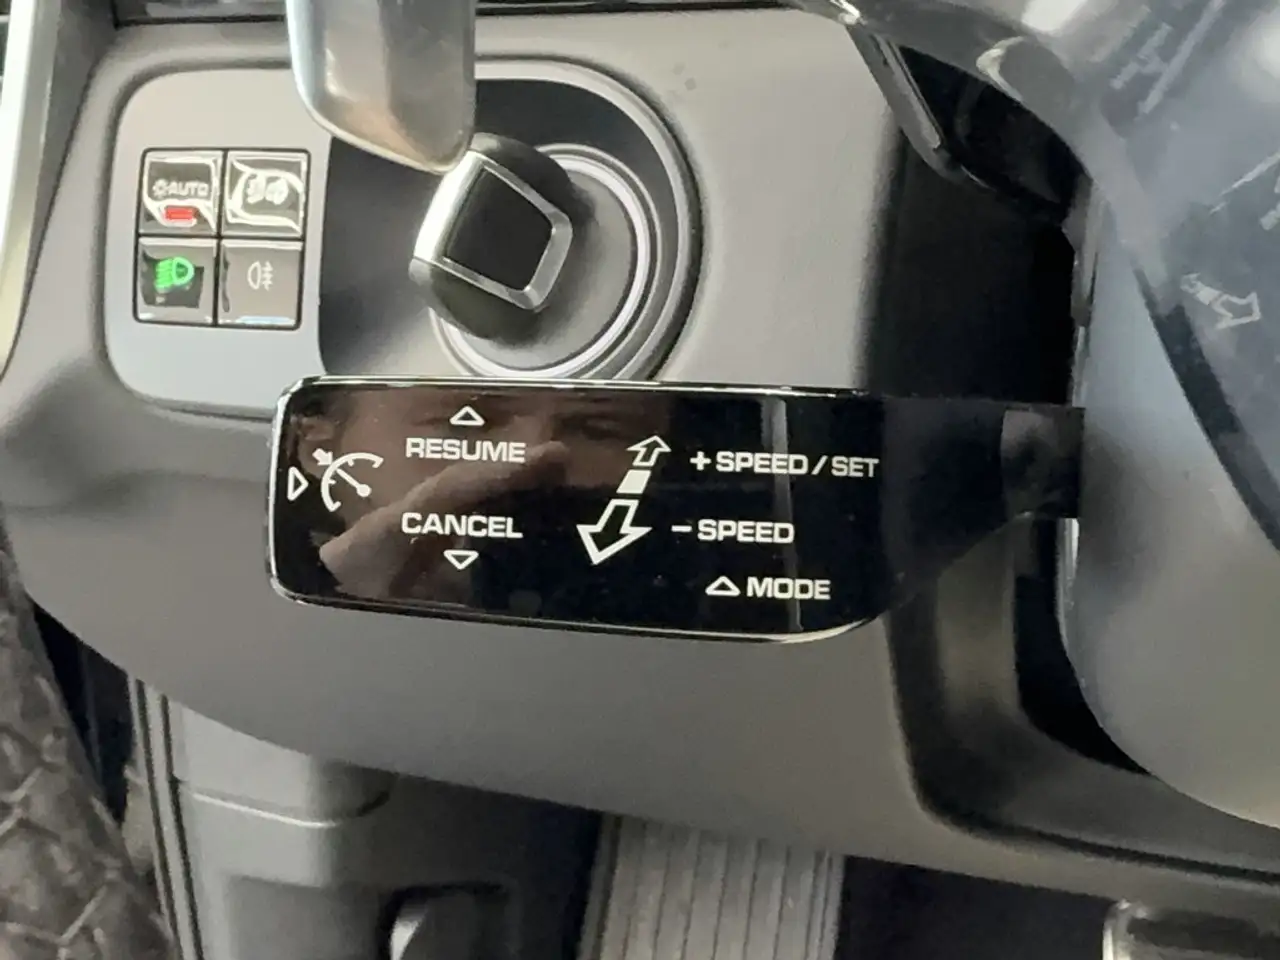 AUTO
RESUME
+SPEED/SET
CANCEL
−SPEED
MODE